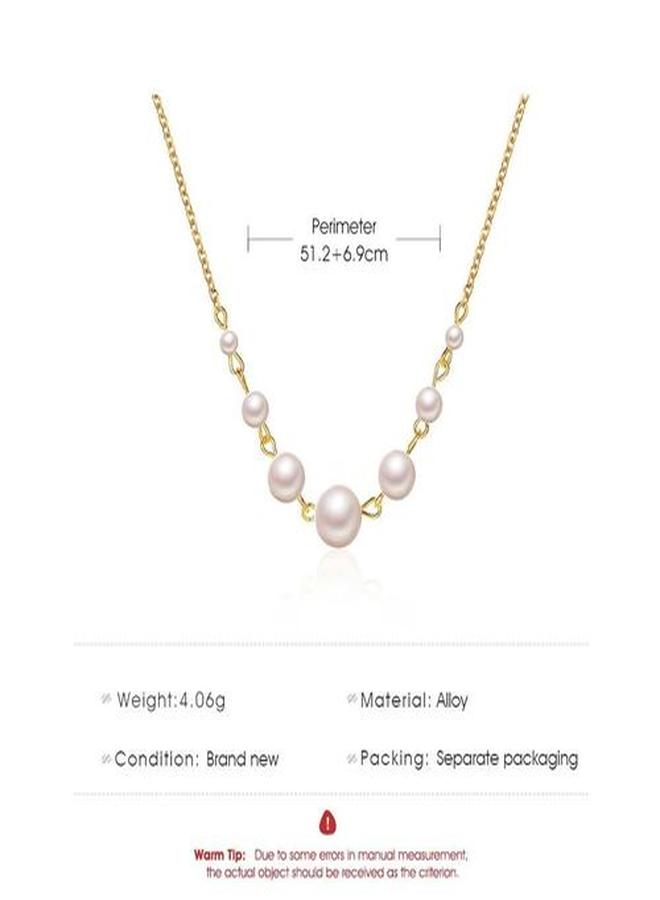 Perimeter
51.2+6.9cm
Weight:4.06g
Material: Alloy
Condition: Brand new
Packing: Separate packaging
!
Warm Tip: Due to some errors in manual measurement,
the actual object should be received as the criterion.